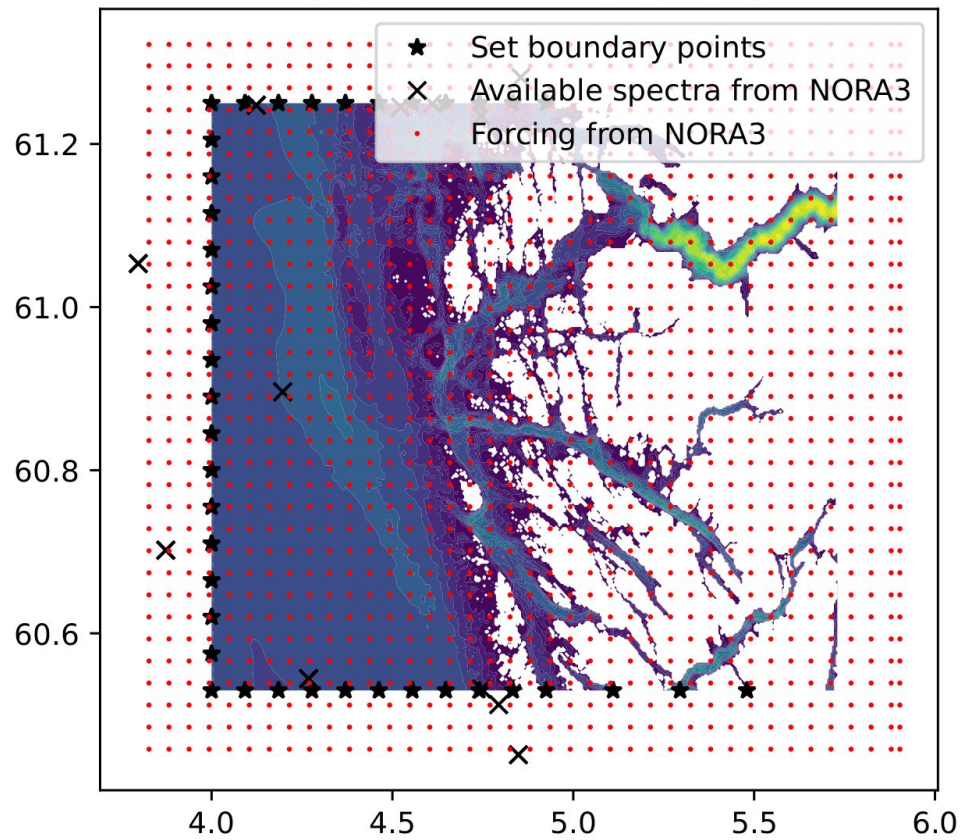 Set boundary points
Available spectra from NORA3
Forcing from NORA3
61.2
61.0
60.8
60.6
4.0 4.5 5.0 5.5 6.0